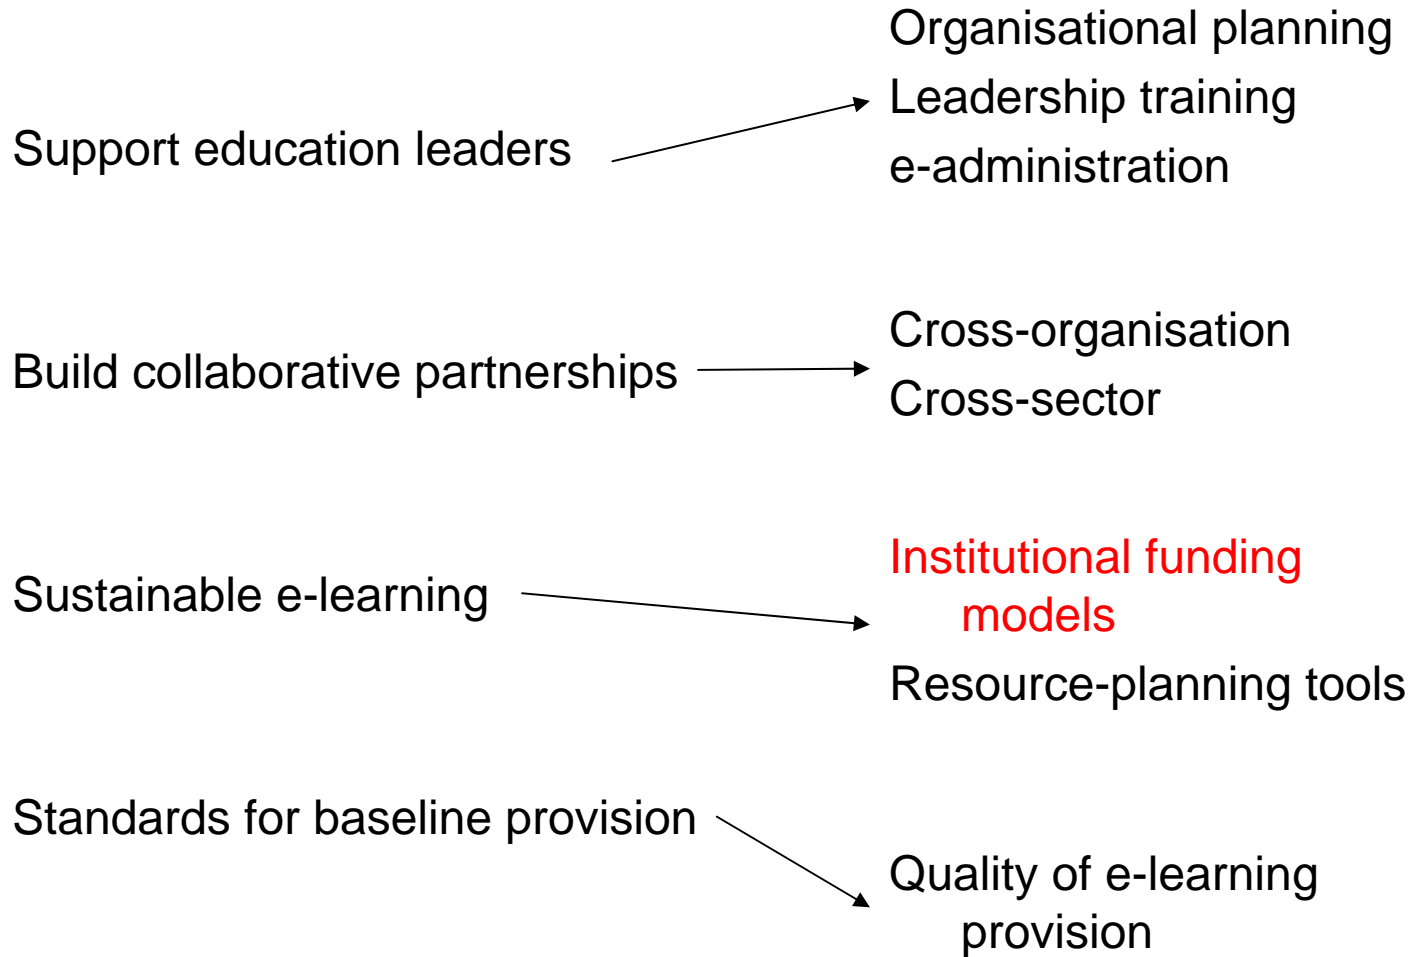 Support education leaders
Organisational planning
Leadership training
e-administration
Build collaborative partnerships
Cross-organisation
Cross-sector
Sustainable e-learning
Institutional funding
models
Resource-planning tools
Standards for baseline provision
Quality of e-learning
provision